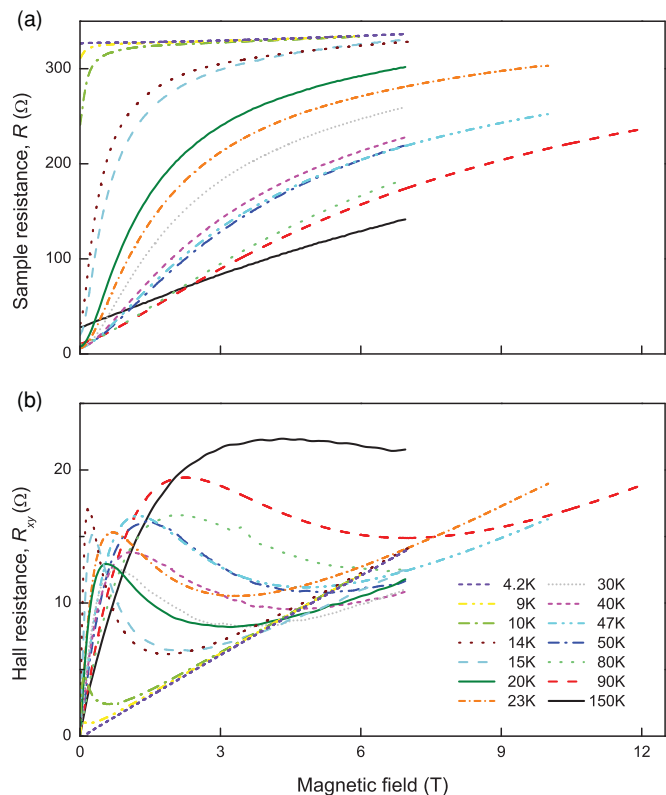 (a)
300
200
100
0
Sample resistance, R (Ω)
(b)
20
10
0
Hall resistance, Rxy (Ω)
4.2K
9K
10K
14K
15K
20K
23K
30K
40K
47K
50K
80K
90K
150K
0 3 6 9 12
Magnetic field (T)